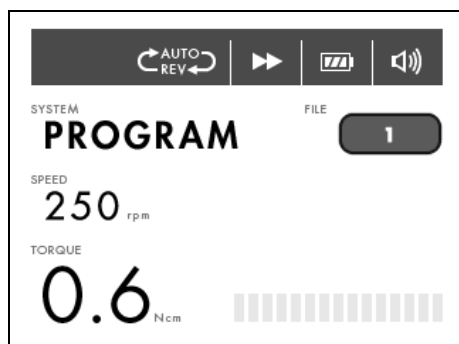 AUTO
REV
SYSTEM
FILE
PROGRAM
1
SPEED
250 rpm
TORQUE
0.6 Ncm